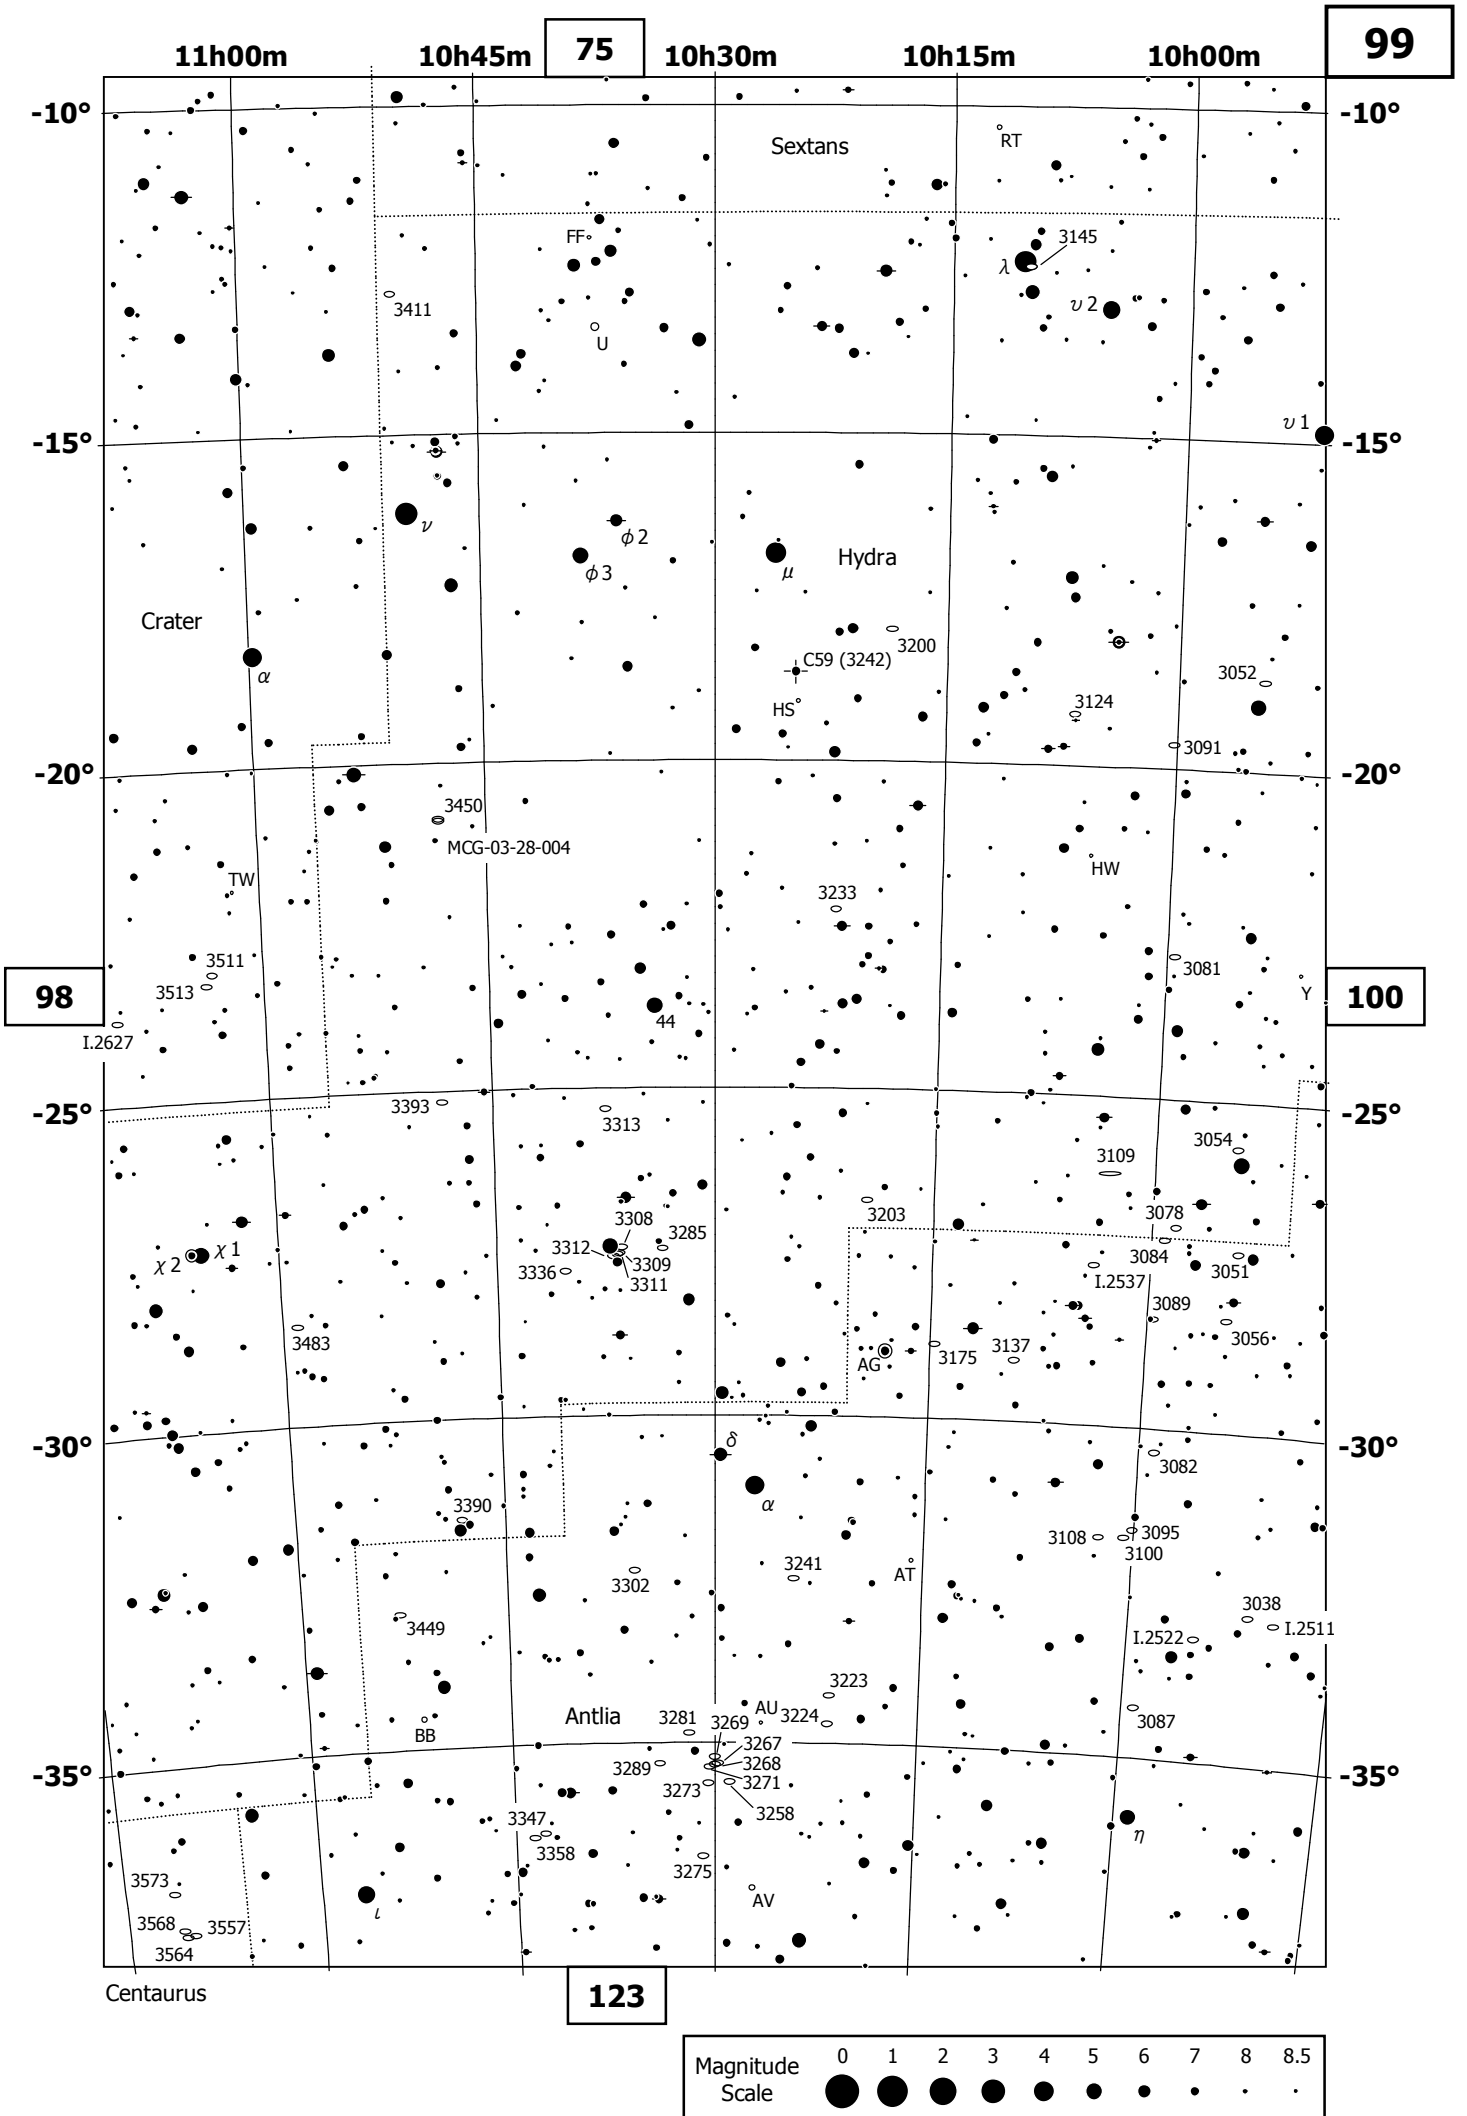 11h00m 10h45m 75 10h30m 10h15m 10h00m 99
-10° -10°
Sextans RT
FF 3145
λ
3411 υ 2
U
υ 1
-15° -15°
ν φ 2
φ 3 μ Hydra
Crater
3200
C59 (3242)
α 3052
HS 3124
3091
-20° -20°
3450
MCG-03-28-004
HW
TW 3233
3511 3081
98 3513 Y 100
44
I.2627
-25° 3393 3313 -25°
3054
3109
3308 3203 3078
χ 1 3312 3285
χ 2 3309 3084
3336 3311 I.2537 3051
3089
3483 3137 3056
AG 3175
-30° δ -30°
3082
α
3390
3108 3095
3100
3302 3241 AT
3449 3038
I.2522 I.2511
3223
AU 3224
BB Antlia 3281 3269 3087
3267
-35° 3289 3268 -35°
3273 3271
3347 3258
3358 η
3275
3573 AV
ι
3568 3557
3564
Centaurus 123
Magnitude 0 1 2 3 4 5 6 7 8 8.5
Scale